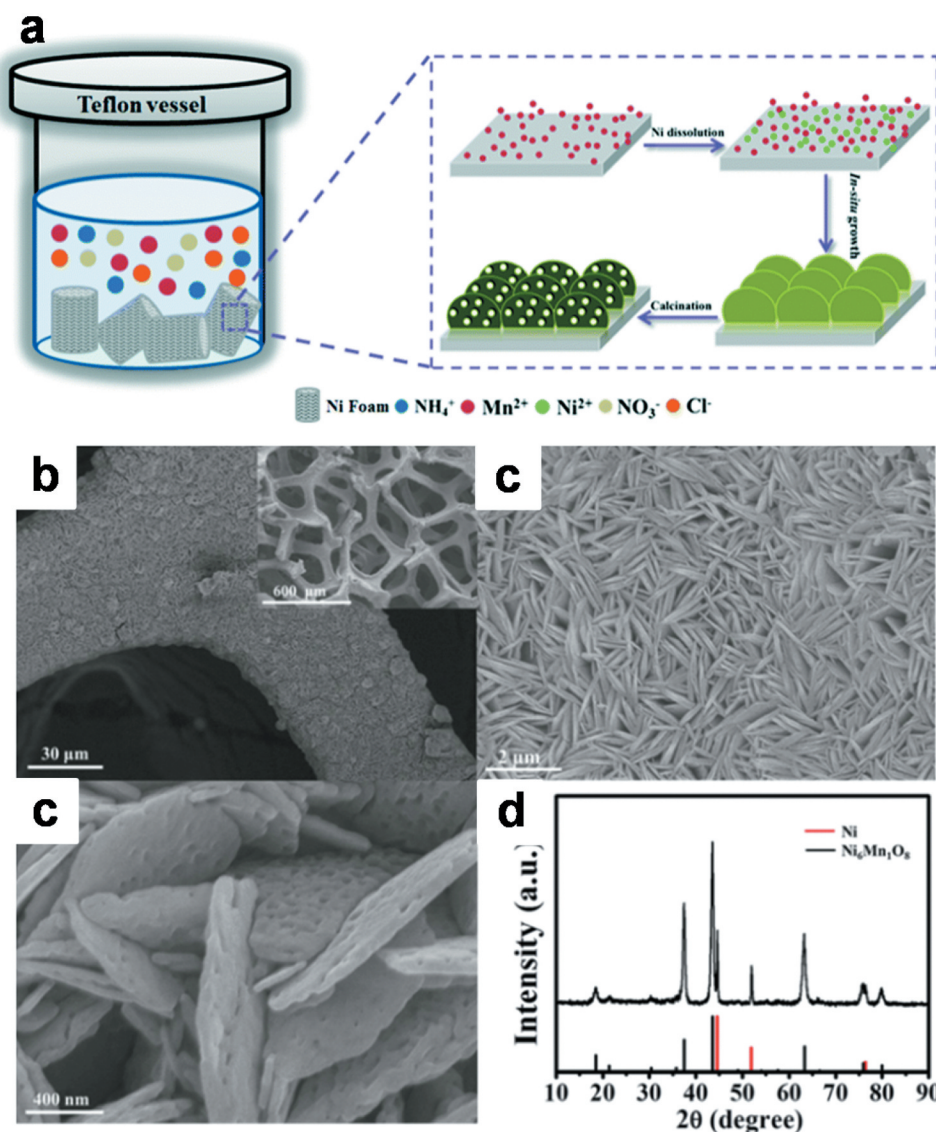 a
Teflon vessel
Ni dissolution
In-situ growth
Calcination
Ni Foam NH₄⁺ Mn²⁺ Ni²⁺ NO₃⁻ Cl⁻
b
600 µm
30 µm
c
2 µm
c
400 nm
d
Ni
Ni₆Mn₁O₈
Intensity (a.u.)
10 20 30 40 50 60 70 80 90
2θ (degree)